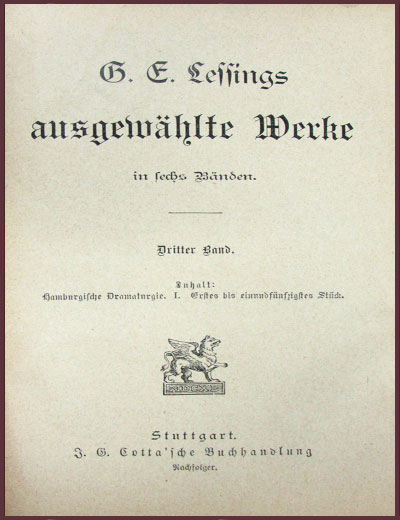 G. E. Leſſings
ausgewählte Werke
in ſechs Bänden.
Dritter Band.
Inhalt:
Hamburgiſche Dramaturgie. I. Erſtes bis einundfünfzigſtes Stück.
Stuttgart.
J. G. Cotta'ſche Buchhandlung
Nachfolger.